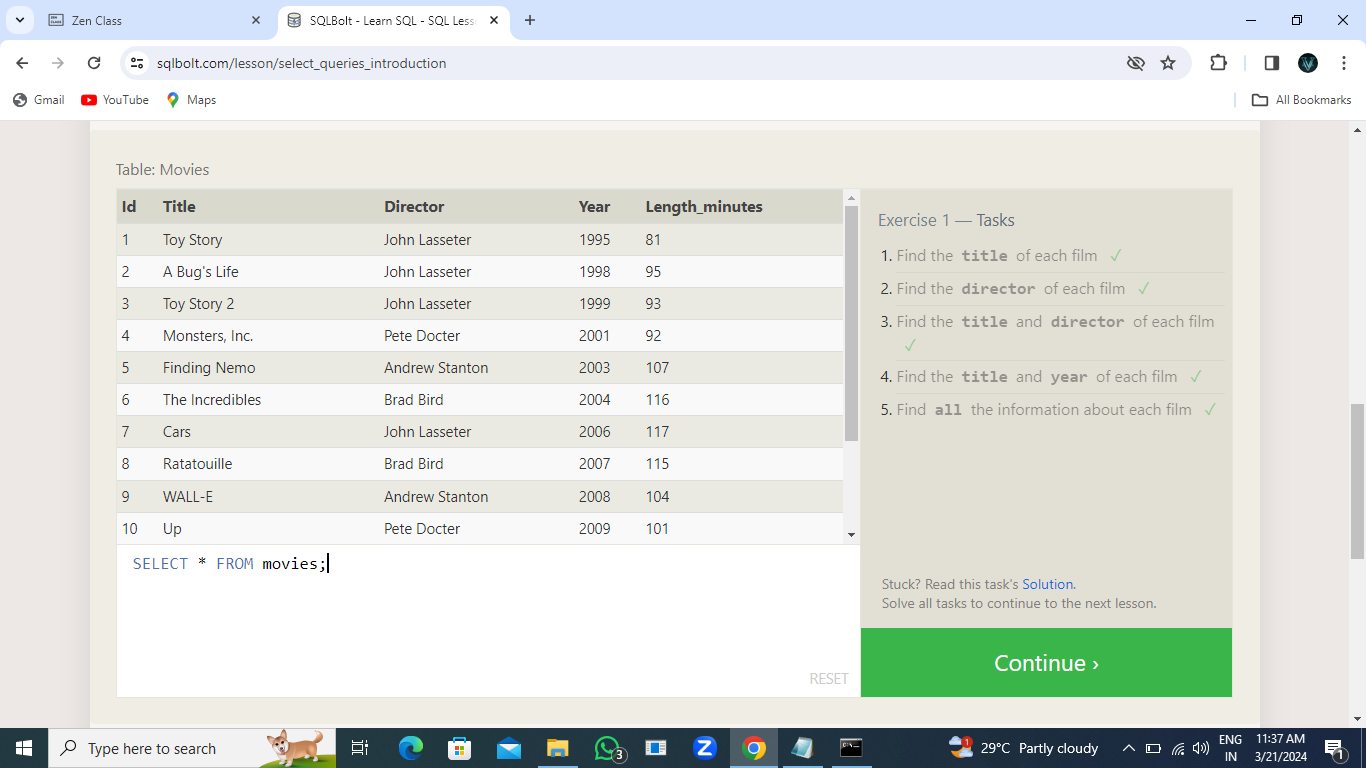 Zen Class
SQLBolt - Learn SQL - SQL Less
sqlbolt.com/lesson/select_queries_introduction
Gmail YouTube Maps All Bookmarks
Table: Movies
Id Title Director Year Length_minutes
1 Toy Story John Lasseter 1995 81
2 A Bug's Life John Lasseter 1998 95
3 Toy Story 2 John Lasseter 1999 93
4 Monsters, Inc. Pete Docter 2001 92
5 Finding Nemo Andrew Stanton 2003 107
6 The Incredibles Brad Bird 2004 116
7 Cars John Lasseter 2006 117
8 Ratatouille Brad Bird 2007 115
9 WALL-E Andrew Stanton 2008 104
10 Up Pete Docter 2009 101
SELECT * FROM movies;
RESET
Exercise 1 — Tasks
1. Find the title of each film ✓
2. Find the director of each film ✓
3. Find the title and director of each film
✓
4. Find the title and year of each film ✓
5. Find all the information about each film ✓
Stuck? Read this task's Solution.
Solve all tasks to continue to the next lesson.
Continue ›
Type here to search
3
29°C Partly cloudy
ENG
IN
11:37 AM
3/21/2024
1